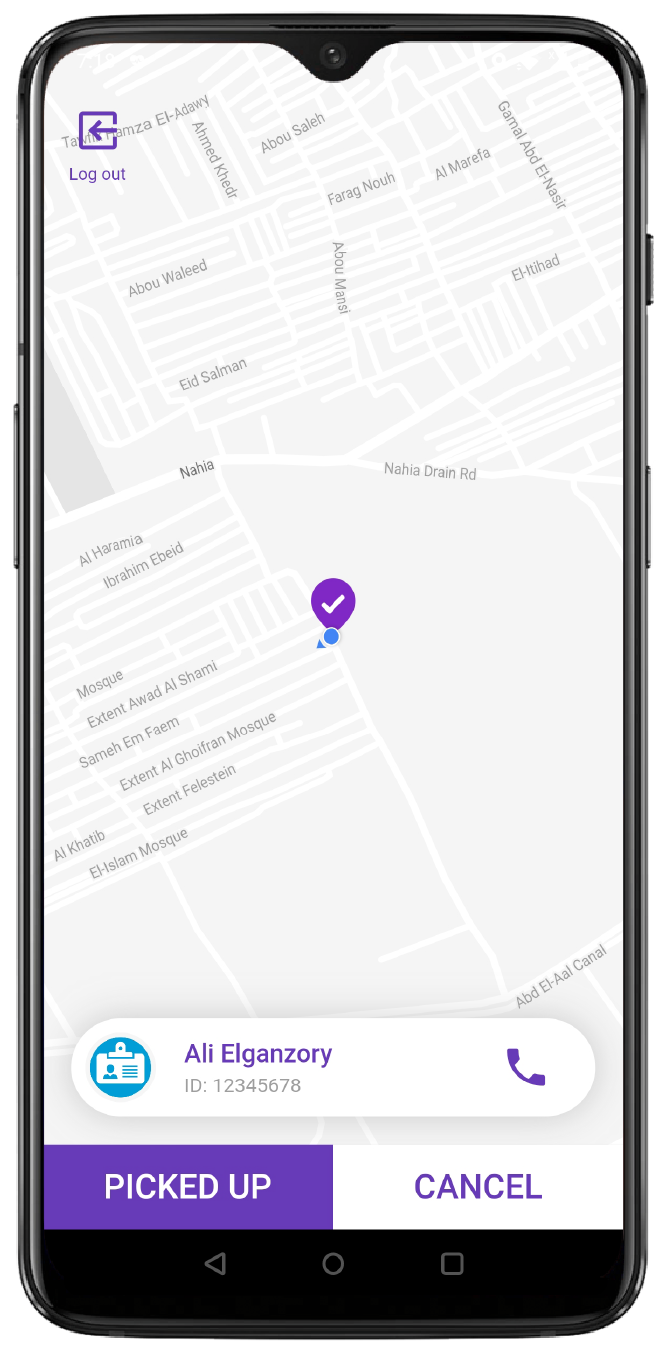 Hamza El-Adawy
Log out
Ahmed Khedr
Abou Saleh
Gamal Abd El-Nasir
Farag Nouh
Al Marefa
Abou Waleed
Abou Mansi
El-Itihad
Eid Salman
Nahia
Nahia Drain Rd
Al Haramia
Ibrahim Ebeid
Mosque
Extent Awad Al Shami
Sameh Em Faem
Extent Al Ghoifran Mosque
Extent Felestein
Al Khatib
El-Islam Mosque
Abd El-Aal Canal
Ali Elganzory
ID: 12345678
PICKED UP
CANCEL